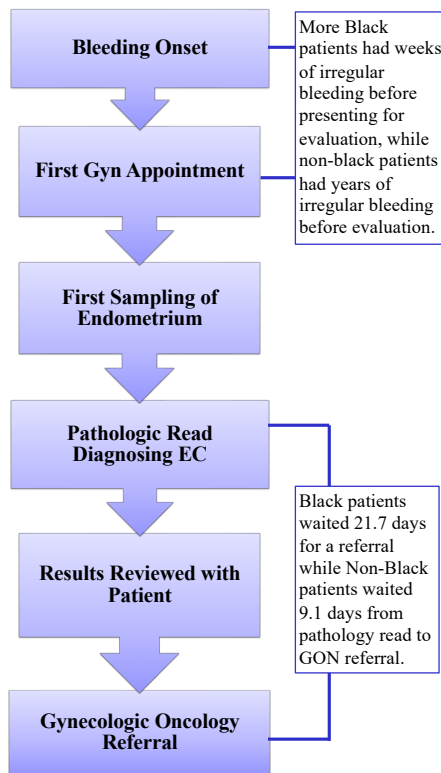 Bleeding Onset
More Black
patients had weeks
of irregular
bleeding before
presenting for
evaluation, while
non-black patients
had years of
irregular bleeding
before evaluation.
First Gyn Appointment
First Sampling of
Endometrium
Pathologic Read
Diagnosing EC
Black patients
waited 21.7 days
for a referral
while Non-Black
patients waited
9.1 days from
pathology read to
GON referral.
Results Reviewed with
Patient
Gynecologic Oncology
Referral